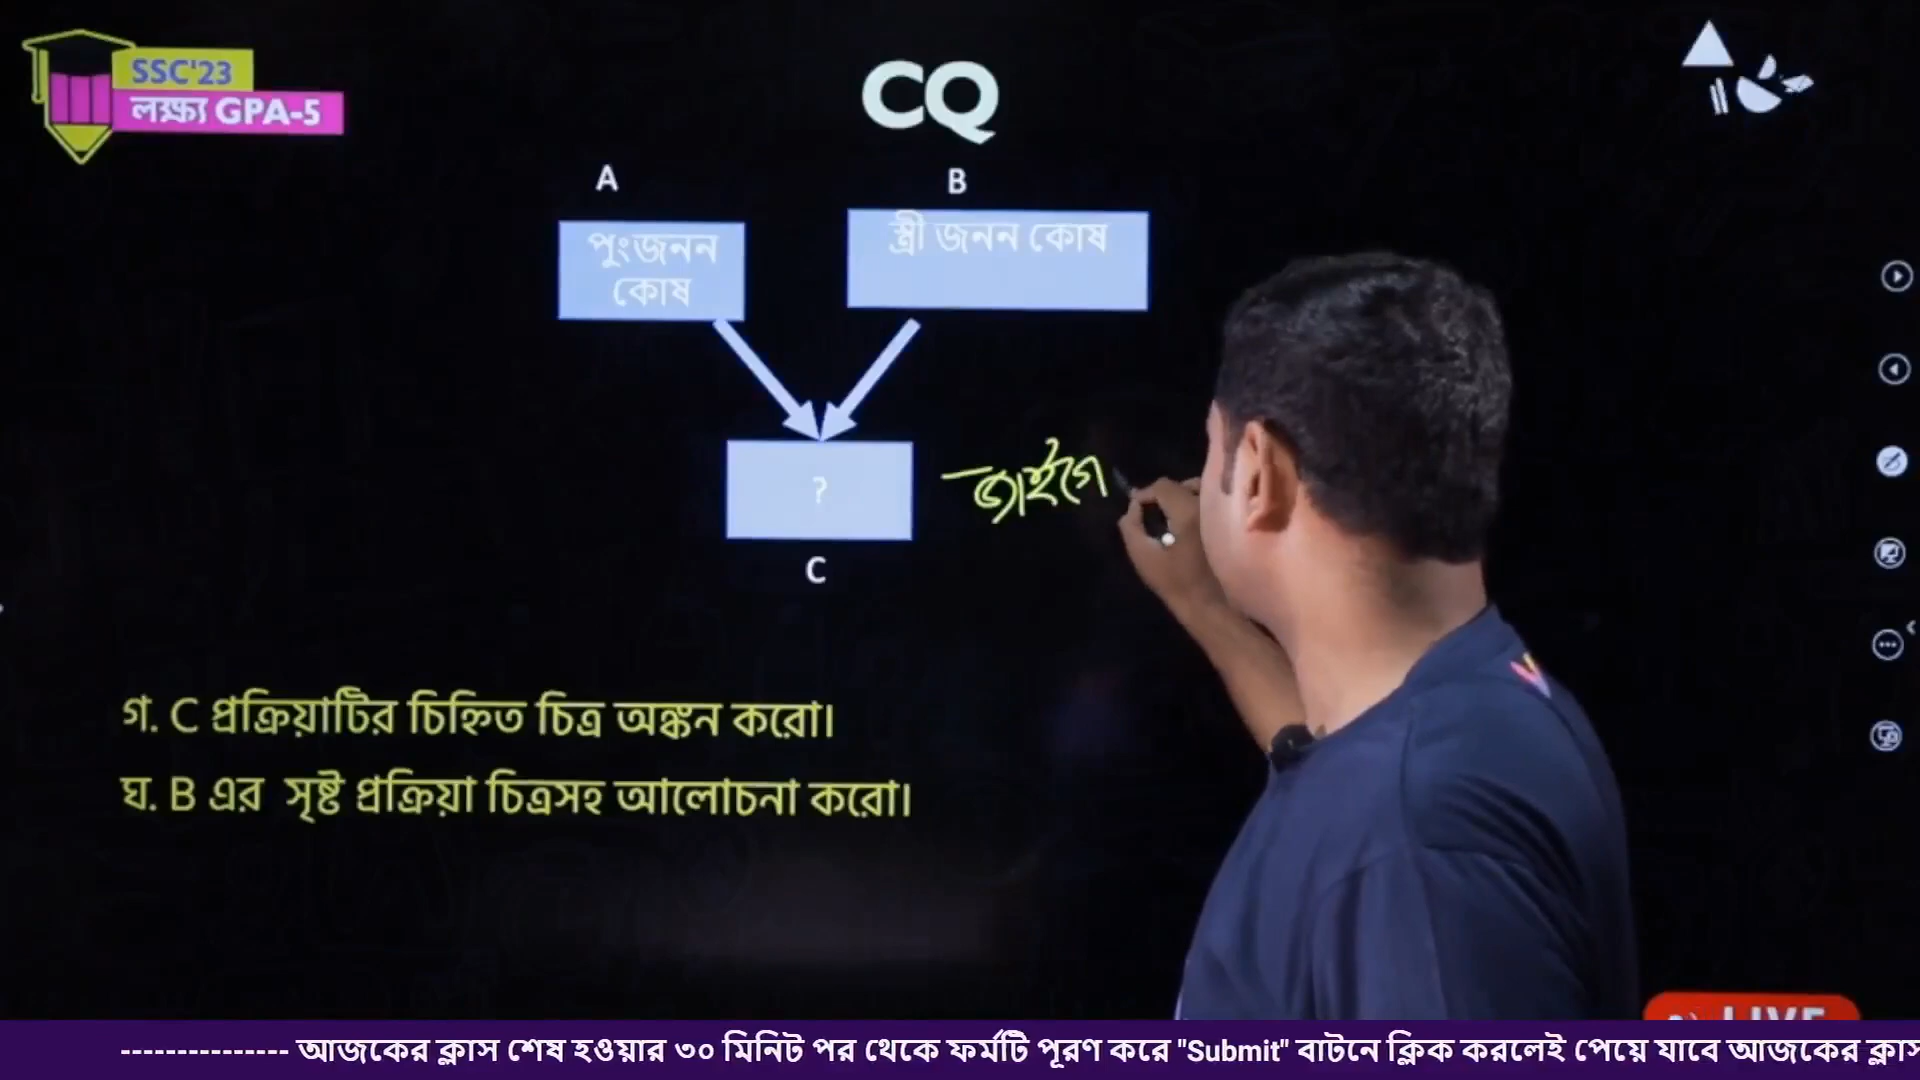 SSC'23
লক্ষ্য GPA-5
CQ
A
B
পুংজনন
কোষ
স্ত্রী জনন কোষ
?
জাইগে
C
গ. C প্রক্রিয়াটির চিহ্নিত চিত্র অঙ্কন করো।
ঘ. B এর সৃষ্ট প্রক্রিয়া চিত্রসহ আলোচনা করো।
LIVE
--------------- আজকের ক্লাস শেষ হওয়ার ৩০ মিনিট পর থেকে ফর্মটি পূরণ করে "Submit" বাটনে ক্লিক করলেই পেয়ে যাবে আজকের ক্লাস